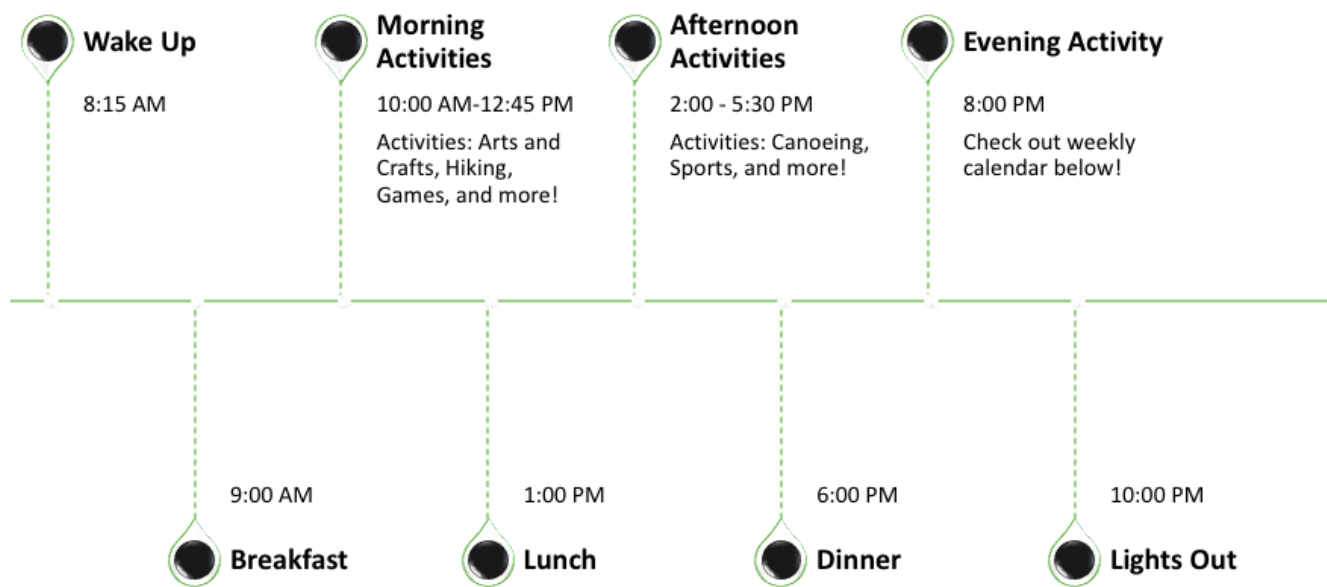 Wake Up
8:15 AM
Morning
Activities
10:00 AM-12:45 PM
Activities: Arts and
Crafts, Hiking,
Games, and more!
Afternoon
Activities
2:00 - 5:30 PM
Activities: Canoeing,
Sports, and more!
Evening Activity
8:00 PM
Check out weekly
calendar below!
9:00 AM
Breakfast
1:00 PM
Lunch
6:00 PM
Dinner
10:00 PM
Lights Out